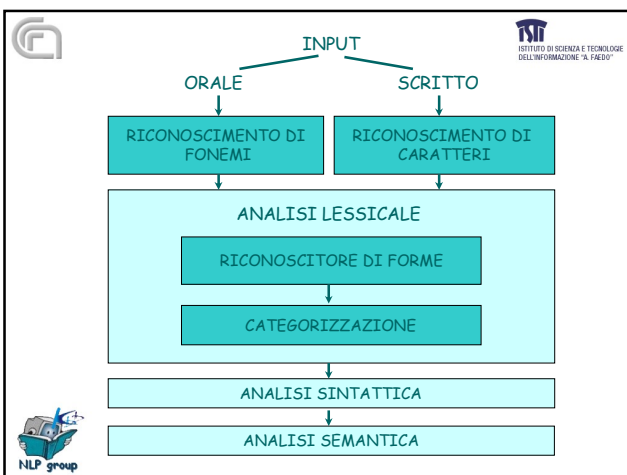 INPUT
ISTI
ISTITUTO DI SCIENZA E TECNOLOGIE
DELL'INFORMAZIONE "A. FAEDO"
ORALE
SCRITTO
RICONOSCIMENTO DI
FONEMI
RICONOSCIMENTO DI
CARATTERI
ANALISI LESSICALE
RICONOSCITORE DI FORME
CATEGORIZZAZIONE
ANALISI SINTATTICA
ANALISI SEMANTICA
NLP group